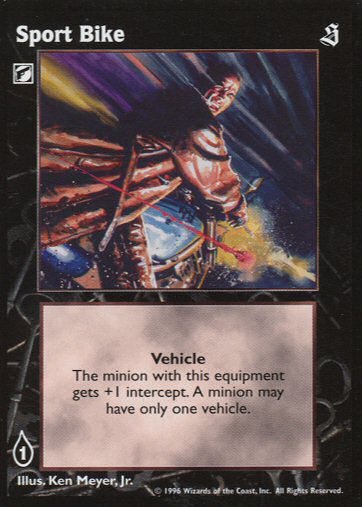 Sport Bike
Vehicle
The minion with this equipment
gets +1 intercept. A minion may
have only one vehicle.
1
Illus. Ken Meyer, Jr.
© 1996 Wizards of the Coast, Inc. All Rights Reserved.